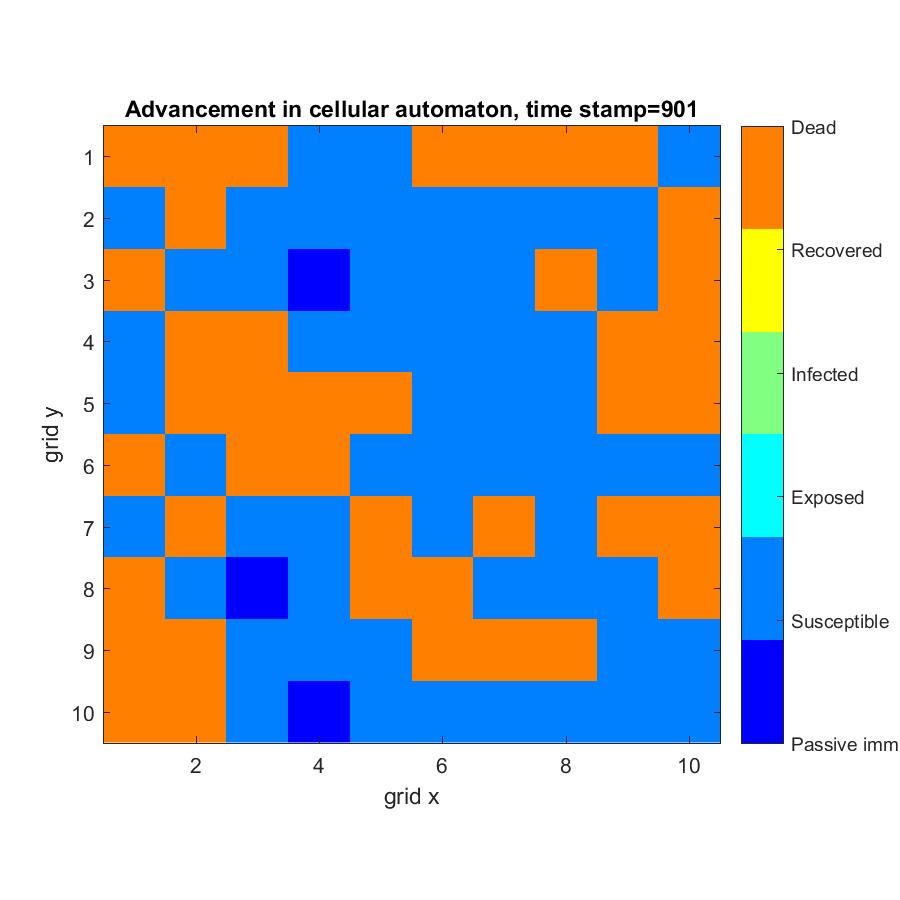 Advancement in cellular automaton, time stamp=901
Dead
Recovered
Infected
Exposed
Susceptible
Passive imm
grid y
1
2
3
4
5
6
7
8
9
10
2 4 6 8 10
grid x